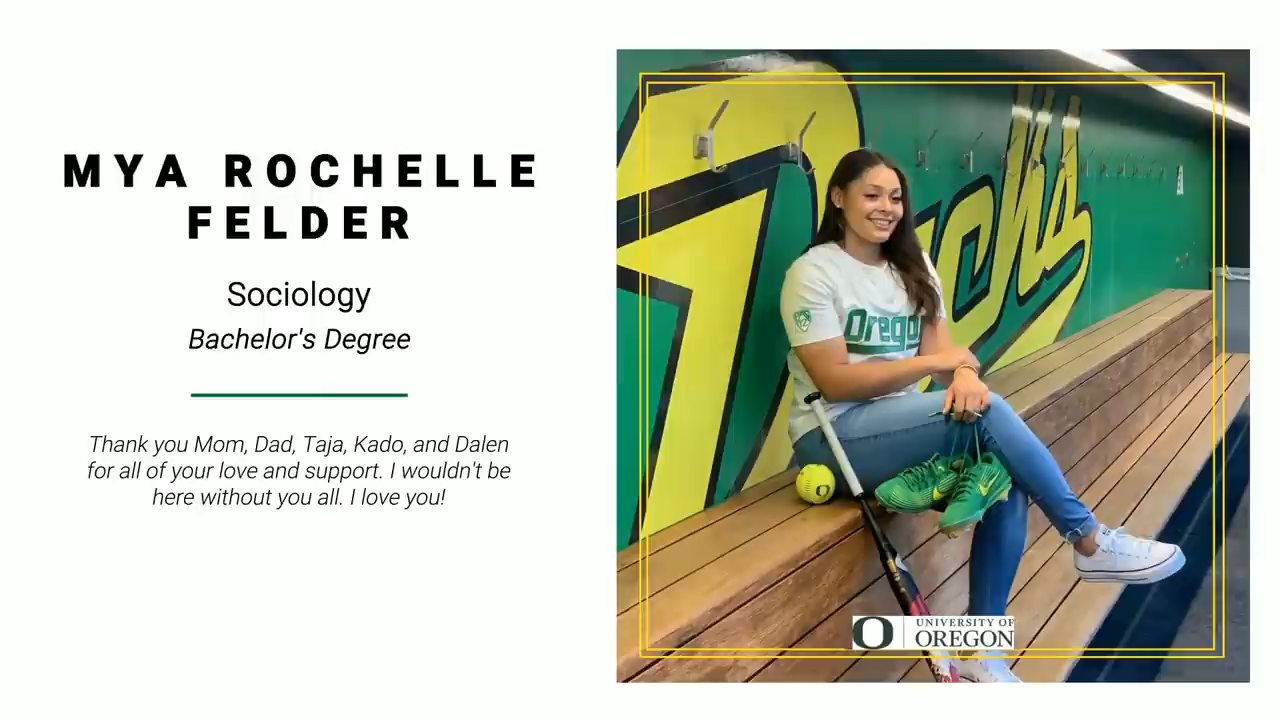 MYA ROCHELLE
FELDER
Sociology
Bachelor's Degree
Thank you Mom, Dad, Taja, Kado, and Dalen
for all of your love and support. I wouldn't be
here without you all. I love you!
Ducks
Oregon
O
UNIVERSITY OF
OREGON